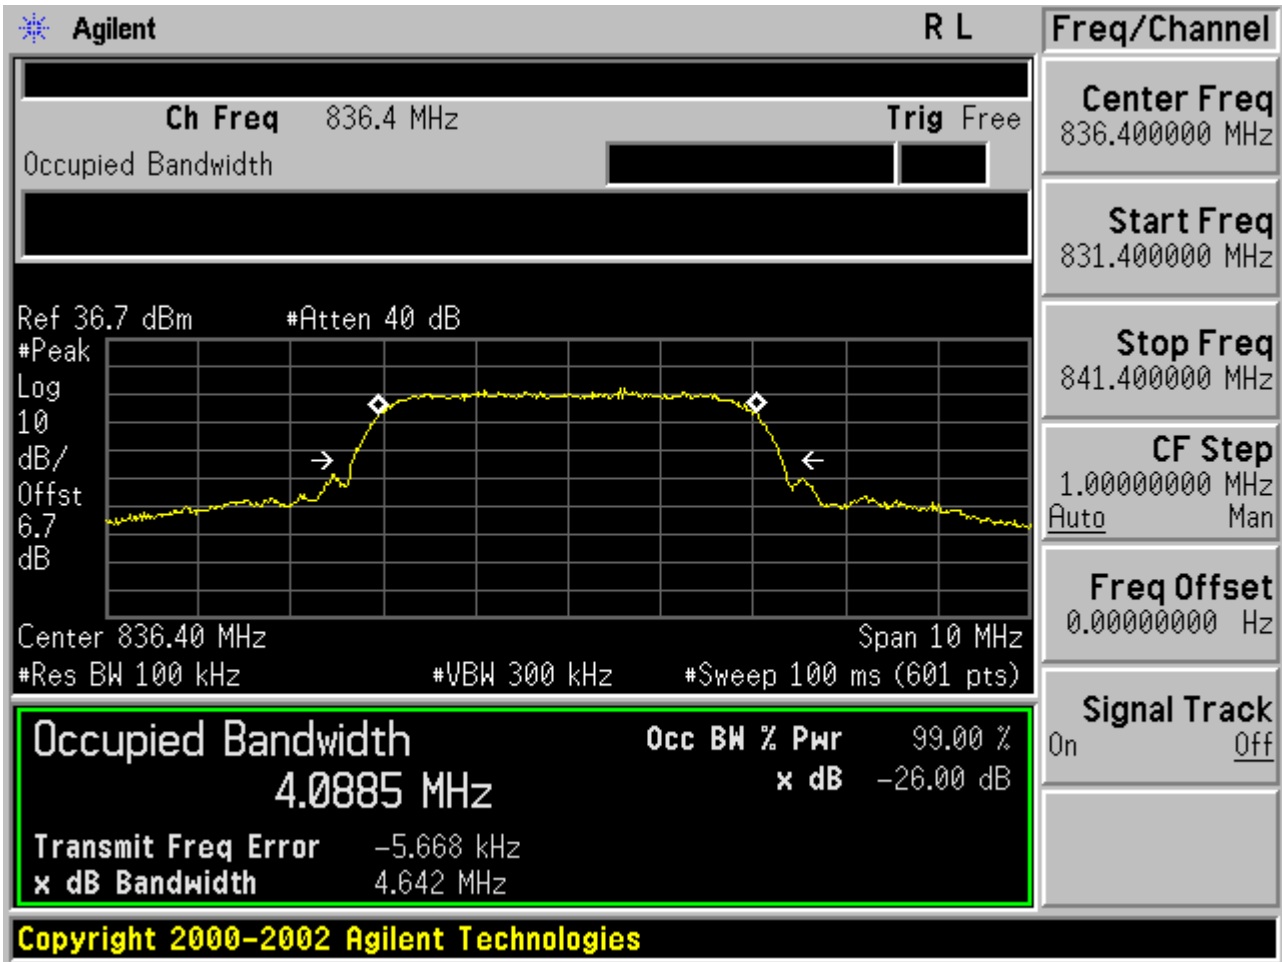 Agilent R L Freq/Channel
Ch Freq 836.4 MHz Trig Free
Occupied Bandwidth
Center Freq
836.400000 MHz
Start Freq
831.400000 MHz
Stop Freq
841.400000 MHz
CF Step
1.00000000 MHz
Auto Man
Freq Offset
0.00000000 Hz
Signal Track
On Off
Ref 36.7 dBm #Atten 40 dB
#Peak
Log
10
dB/
Offst
6.7
dB
Center 836.40 MHz Span 10 MHz
#Res BW 100 kHz #VBW 300 kHz #Sweep 100 ms (601 pts)
Occupied Bandwidth
4.0885 MHz
Occ BW % Pwr 99.00 %
x dB -26.00 dB
Transmit Freq Error -5.668 kHz
x dB Bandwidth 4.642 MHz
Copyright 2000-2002 Agilent Technologies